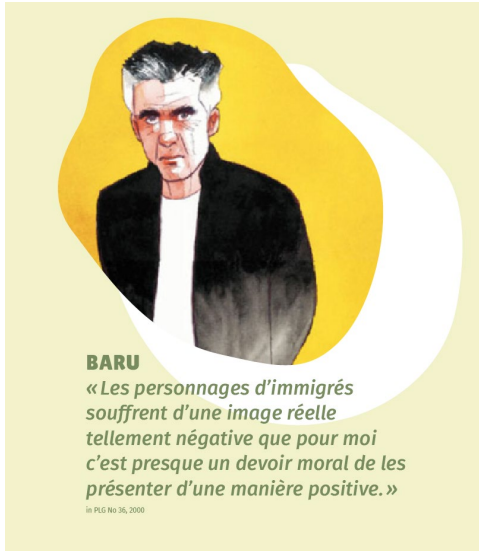 BARU
« Les personnages d’immigrés
souffrent d’une image réelle
tellement négative que pour moi
c’est presque un devoir moral de les
présenter d’une manière positive. »
in PLG No 36, 2000